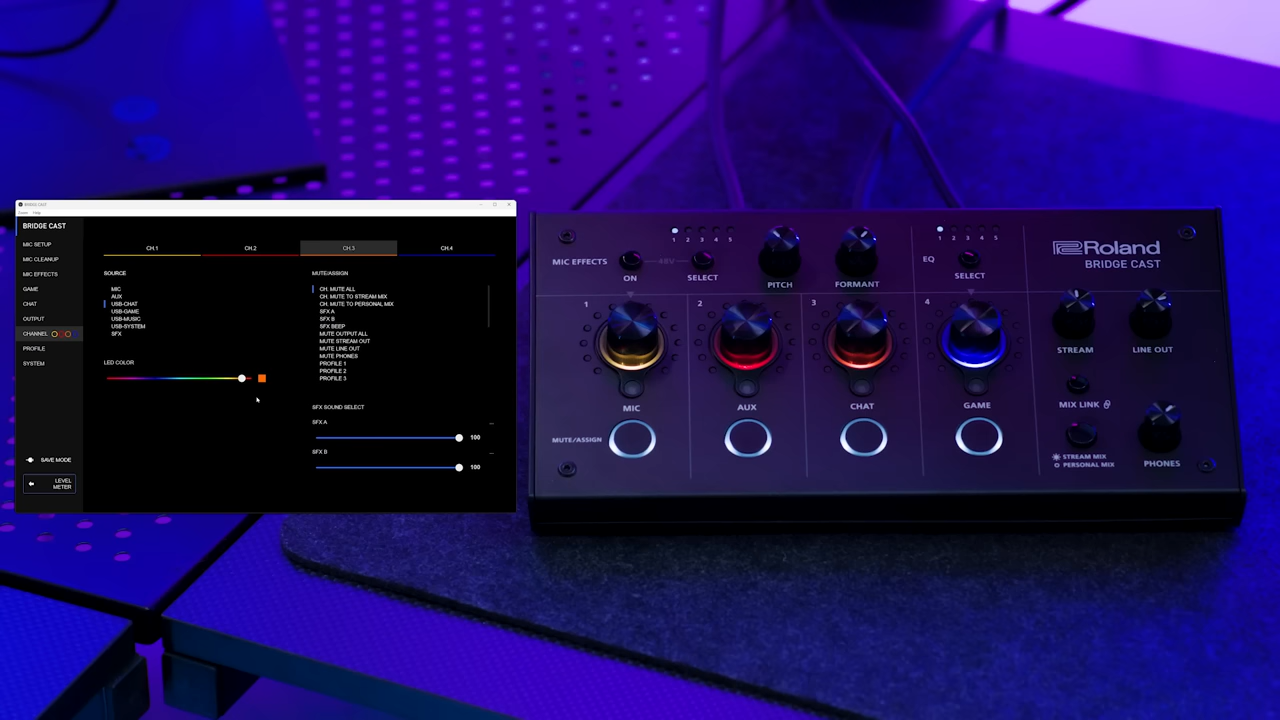 BRIDGE CAST
BRIDGE CAST
MIC SETUP
MIC CLEANUP
MIC EFFECTS
GAME
CHAT
OUTPUT
CHANNEL
PROFILE
SYSTEM
SAVE MODE
LEVEL
METER
CH.1 CH.2 CH.3 CH.4
SOURCE
MIC
AUX
USB-CHAT
USB-GAME
USB-MUSIC
USB-SYSTEM
SFX
LED COLOR
MUTE/ASSIGN
CH. MUTE ALL
CH. MUTE TO STREAM MIX
CH. MUTE TO PERSONAL MIX
SFX A
SFX B
SFX BEEP
MUTE OUTPUT ALL
MUTE STREAM OUT
MUTE LINE OUT
MUTE PHONES
PROFILE 1
PROFILE 2
PROFILE 3
SFX SOUND SELECT
SFX A
100
SFX B
100
MIC EFFECTS
ON
48V
1 2 3 4 5
SELECT
PITCH
FORMANT
EQ
1 2 3 4 5
SELECT
Roland
BRIDGE CAST
1 2 3 4
MIC AUX CHAT GAME
MUTE/ASSIGN
STREAM LINE OUT
MIX LINK
STREAM MIX
PERSONAL MIX
PHONES